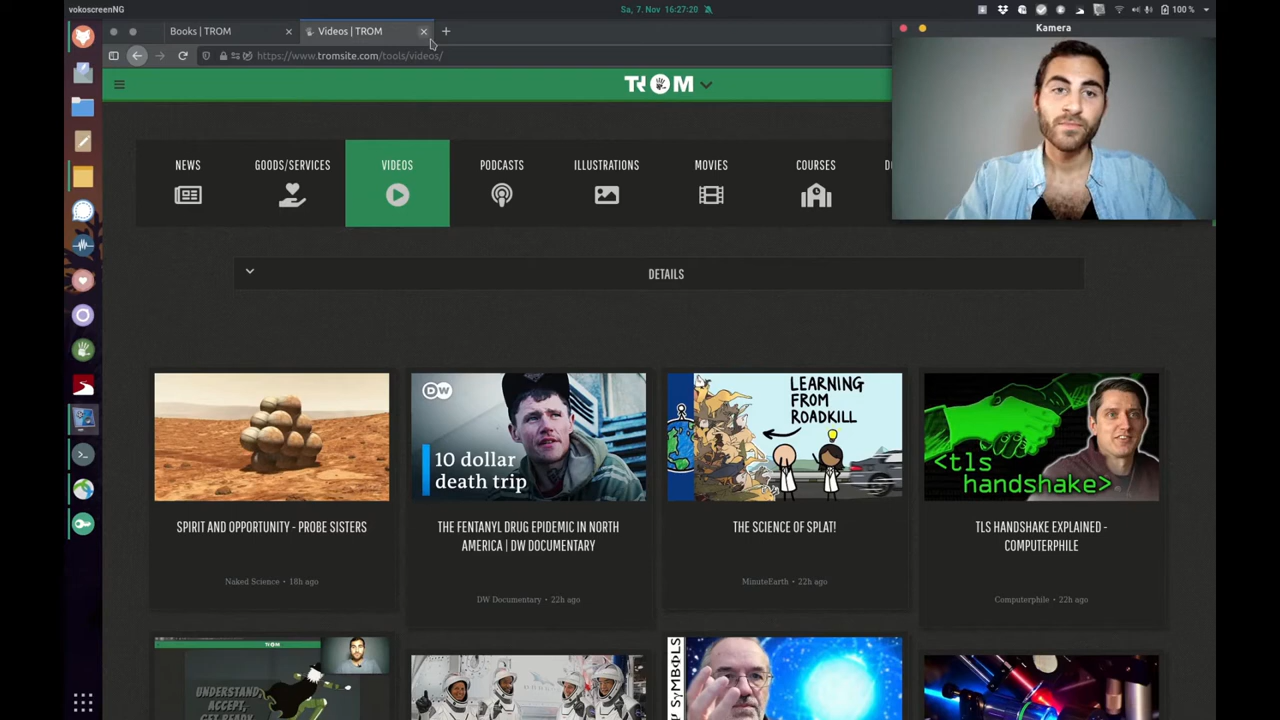 vokoscreenNG
Sa, 7. Nov 16:27:20
100 %
Books | TROM
Videos | TROM
https://www.tromsite.com/tools/videos/
Kamera
TROM
NEWS
GOODS/SERVICES
VIDEOS
PODCASTS
ILLUSTRATIONS
MOVIES
COURSES
DETAILS
DW
10 dollar
death trip
LEARNING
FROM
ROADKILL
<tls
handshake>
SPIRIT AND OPPORTUNITY - PROBE SISTERS
THE FENTANYL DRUG EPIDEMIC IN NORTH
AMERICA | DW DOCUMENTARY
THE SCIENCE OF SPLAT!
TLS HANDSHAKE EXPLAINED -
COMPUTERPHILE
Naked Science • 18h ago
DW Documentary • 22h ago
MinuteEarth • 22h ago
Computerphile • 22h ago
TROM
UNDERSTAND
ACCEPT,
GET READY
SYMBOLS